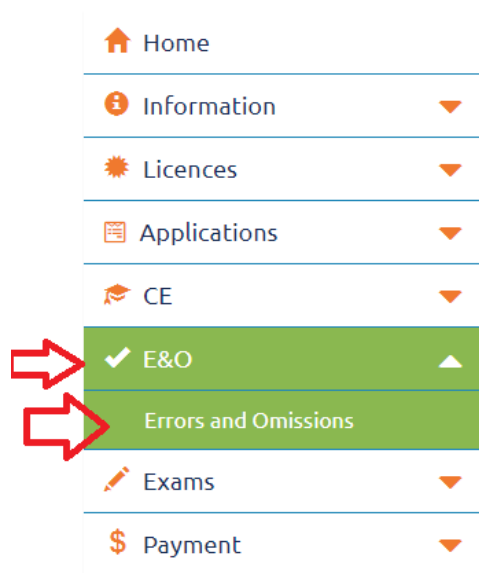 Home
Information
Licences
Applications
CE
E&O
Errors and Omissions
Exams
$ Payment